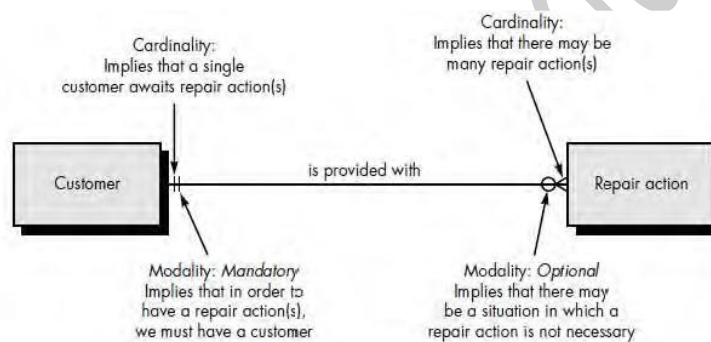 Cardinality:
Implies that a single
customer awaits repair action(s)
Cardinality:
Implies that there may be
many repair action(s)
Customer
is provided with
Repair action
Modality: Mandatory
Implies that in order to
have a repair action(s),
we must have a customer
Modality: Optional
Implies that there may
be a situation in which a
repair action is not necessary